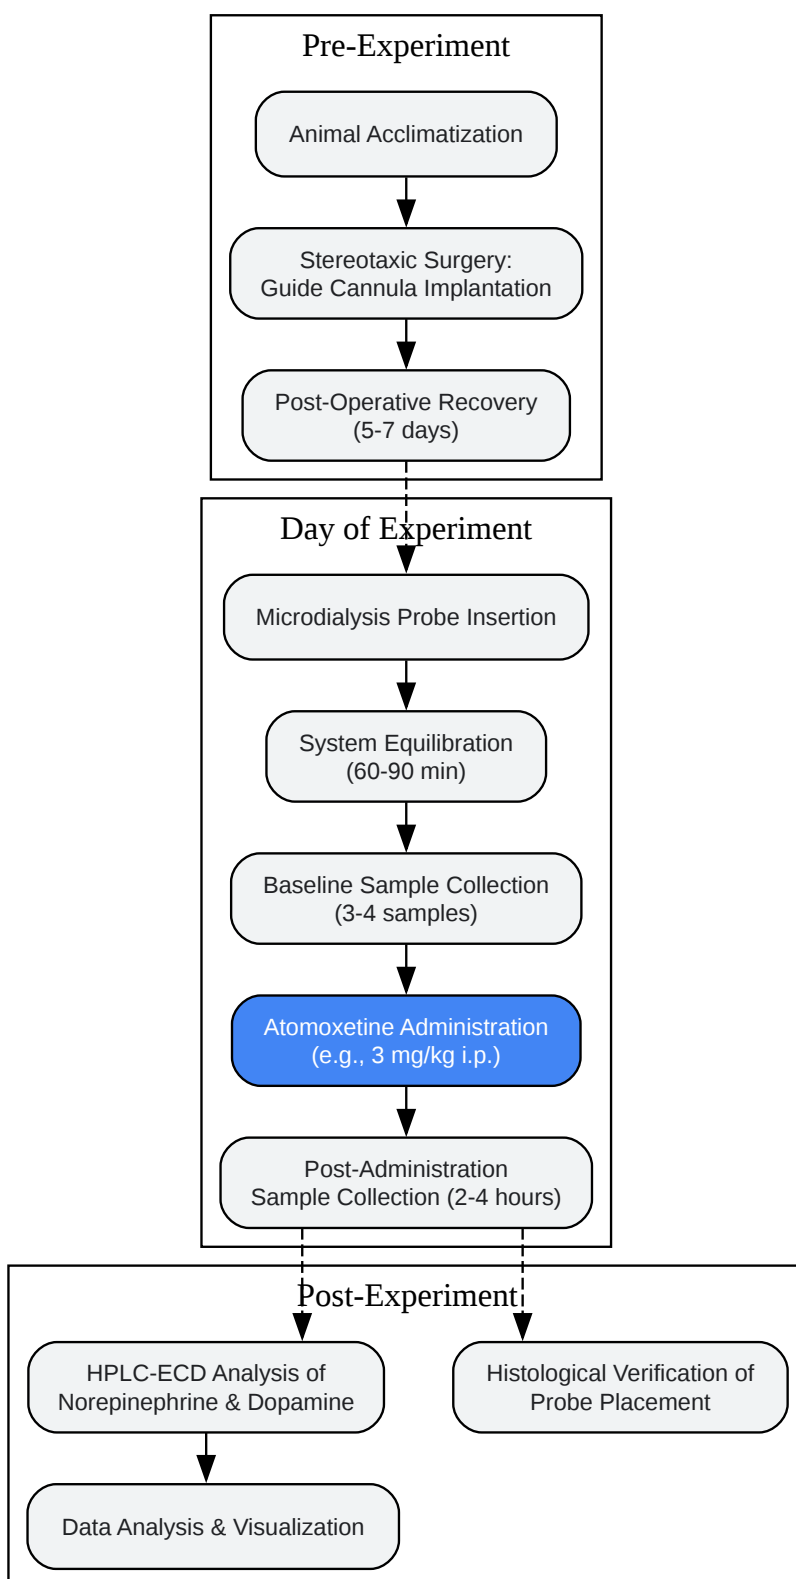 Pre-Experiment
Animal Acclimatization
Stereotaxic Surgery:
Guide Cannula Implantation
Post-Operative Recovery
(5-7 days)
Day of Experiment
Microdialysis Probe Insertion
System Equilibration
(60-90 min)
Baseline Sample Collection
(3-4 samples)
Atomoxetine Administration
(e.g., 3 mg/kg i.p.)
Post-Administration
Sample Collection (2-4 hours)
Post-Experiment
HPLC-ECD Analysis of
Norepinephrine & Dopamine
Histological Verification of
Probe Placement
Data Analysis & Visualization